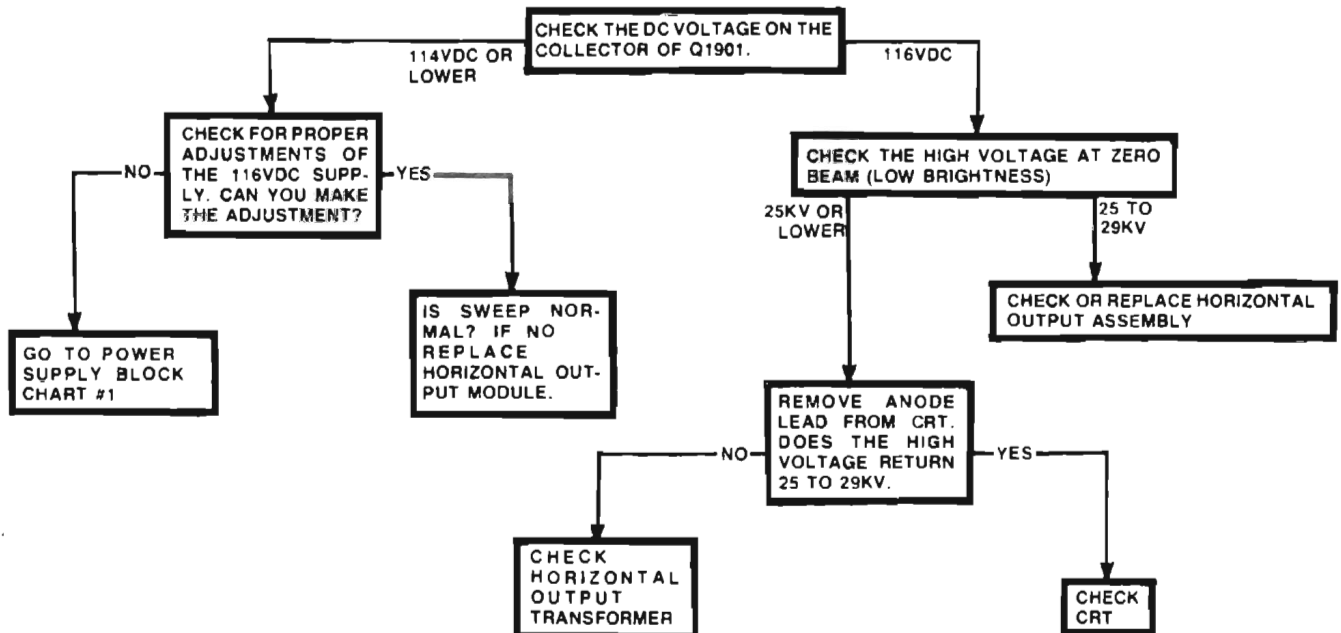 CHECK THE DC VOLTAGE ON THE
COLLECTOR OF Q1901.
114VDC OR
LOWER
116VDC
CHECK FOR PROPER
ADJUSTMENTS OF
THE 116VDC SUPP-
LY. CAN YOU MAKE
THE ADJUSTMENT?
NO
YES
CHECK THE HIGH VOLTAGE AT ZERO
BEAM (LOW BRIGHTNESS)
25KV OR
LOWER
25 TO
29KV
GO TO POWER
SUPPLY BLOCK
CHART #1
IS SWEEP NOR-
MAL? IF NO
REPLACE
HORIZONTAL OUT-
PUT MODULE.
CHECK OR REPLACE HORIZONTAL
OUTPUT ASSEMBLY
REMOVE ANODE
LEAD FROM CRT.
DOES THE HIGH
VOLTAGE RETURN
25 TO 29KV.
NO
YES
CHECK
HORIZONTAL
OUTPUT
TRANSFORMER
CHECK
CRT